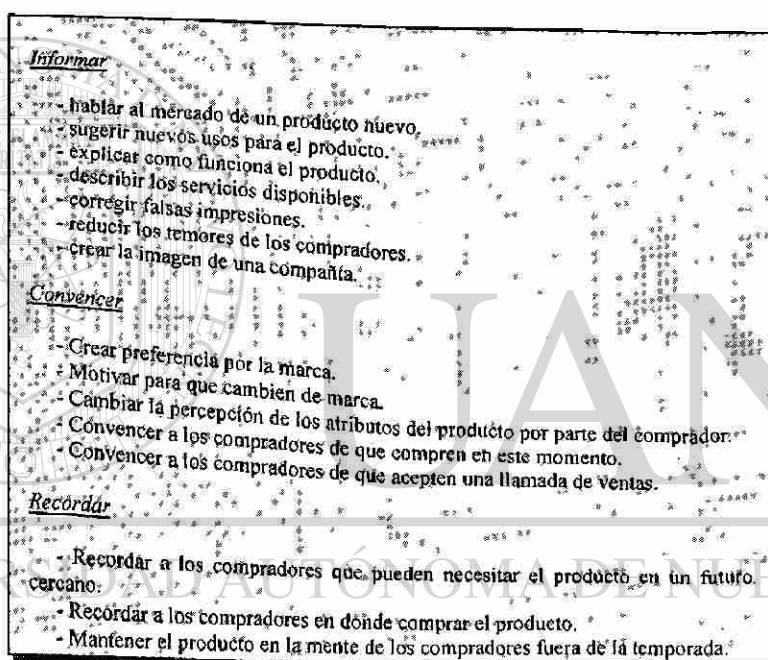 Informar
- hablar al mercado de un producto nuevo.
- sugerir nuevos usos para el producto.
- explicar como funciona el producto.
- describir los servicios disponibles.
- corregir falsas impresiones.
- reducir los temores de los compradores.
- crear la imagen de una compañía.
Convencer
- Crear preferencia por la marca.
- Motivar para que cambien de marca.
- Cambiar la percepción de los atributos del producto por parte del comprador.
- Convencer a los compradores de que compren en este momento.
- Convencer a los compradores de que acepten una llamada de ventas.
Recordar
- Recordar a los compradores que pueden necesitar el producto en un futuro
cercano.
- Recordar a los compradores en donde comprar el producto.
- Mantener el producto en la mente de los compradores fuera de la temporada.
UAN
AUTÓNOMA DE